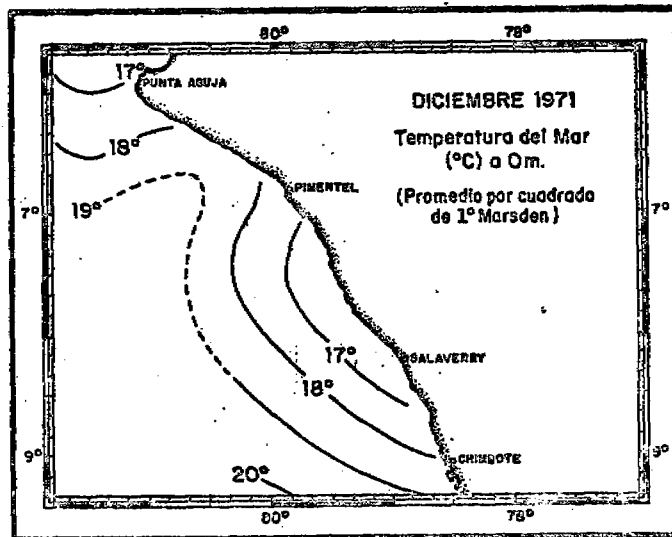 80°
78°
17°
PUNTA AGUJA
DICIEMBRE 1971
Temperatura del Mar
(°C) a 0m.
18°
PIMENTEL
(Promedio por cuadrado
de 1° Marsden)
7°
19°
7°
17°
SALAVERRY
18°
9°
CHIMBOTE
9°
20°
80°
78°